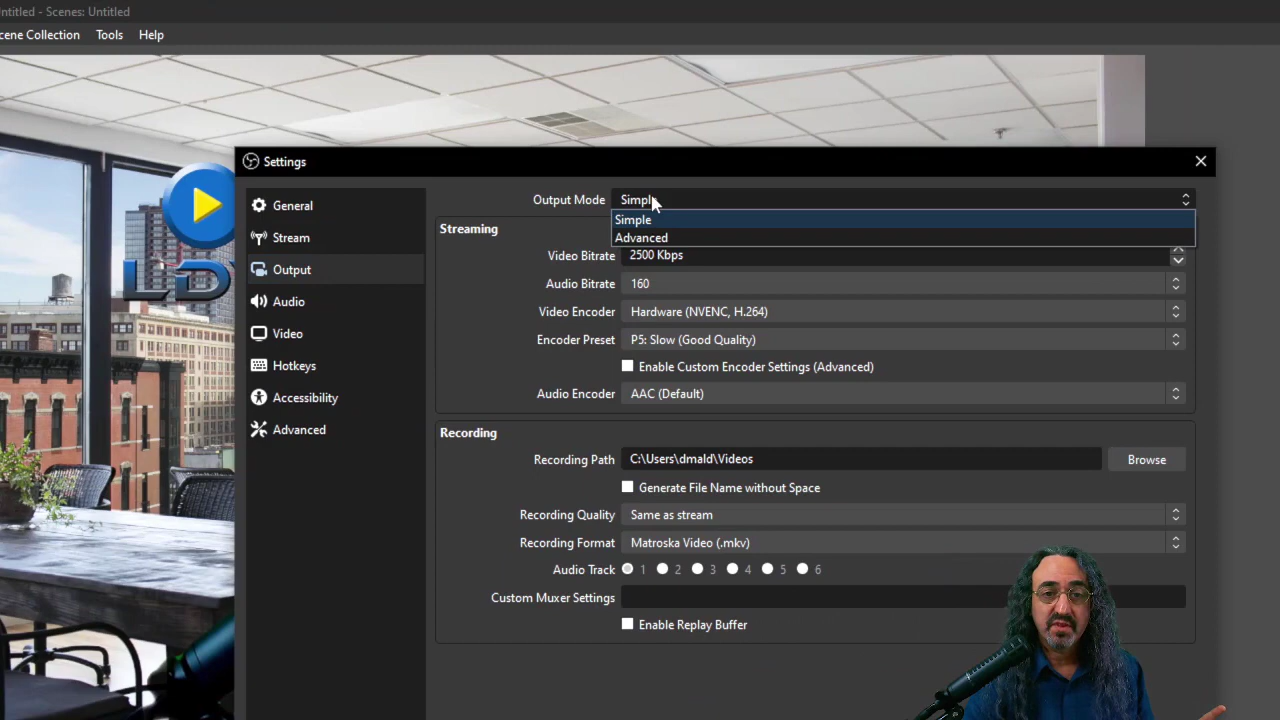 ntitled - Scenes: Untitled
cene Collection Tools Help
Settings
General
Stream
Output
Audio
Video
Hotkeys
Accessibility
Advanced
Output Mode Simple
Simple
Advanced
Streaming
Video Bitrate 2500 Kbps
Audio Bitrate 160
Video Encoder Hardware (NVENC, H.264)
Encoder Preset P5: Slow (Good Quality)
Enable Custom Encoder Settings (Advanced)
Audio Encoder AAC (Default)
Recording
Recording Path C:\Users\dmald\Videos Browse
Generate File Name without Space
Recording Quality Same as stream
Recording Format Matroska Video (.mkv)
Audio Track 1 2 3 4 5 6
Custom Muxer Settings
Enable Replay Buffer